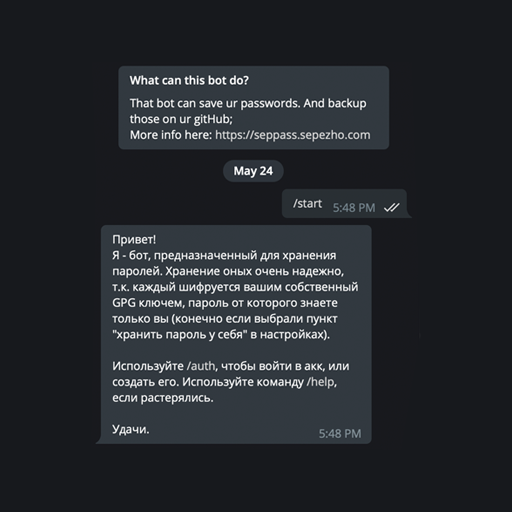 What can this bot do?
That bot can save ur passwords. And backup
those on ur gitHub;
More info here: https://seppass.sepezho.com
May 24
/start 5:48 PM
Привет!
Я - бот, предназначенный для хранения
паролей. Хранение оных очень надежно,
т.к. каждый шифруется вашим собственный
GPG ключем, пароль от которого знаете
только вы (конечно если выбрали пункт
"хранить пароль у себя" в настройках).
Используйте /auth, чтобы войти в акк, или
создать его. Используйте команду /help,
если растерялись.
Удачи.
5:48 PM